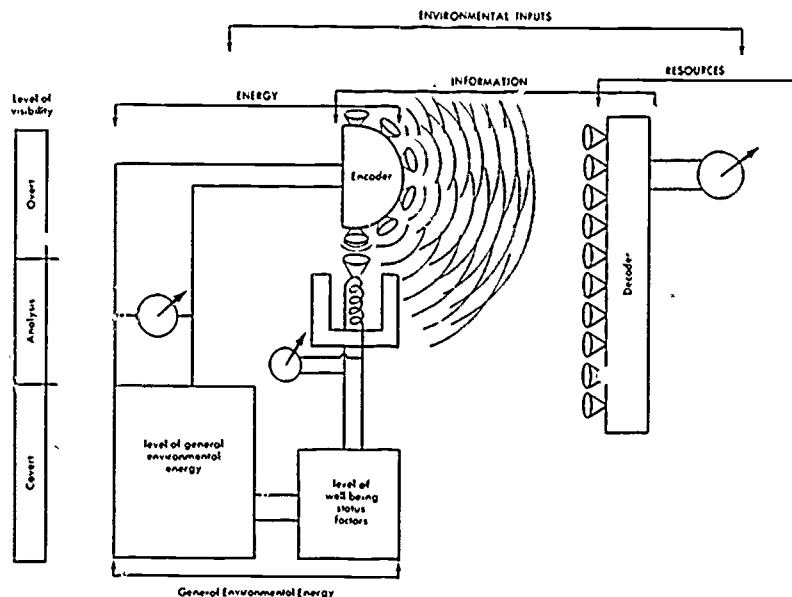 ENVIRONMENTAL INPUTS
RESOURCES
INFORMATION
ENERGY
Level of
visibility
Overt
Analysis
Covert
Encoder
Decoder
level of general
environmental
energy
level of
well-being
status
factors
General Environmental Energy